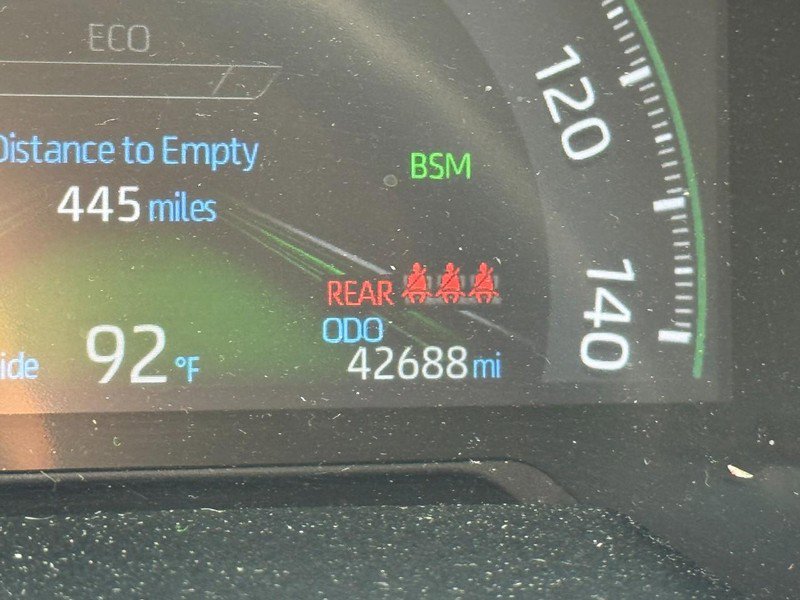 ECO
120
Distance to Empty
BSM
445 miles
140
REAR
ODO
ide 92 °F
42688 mi